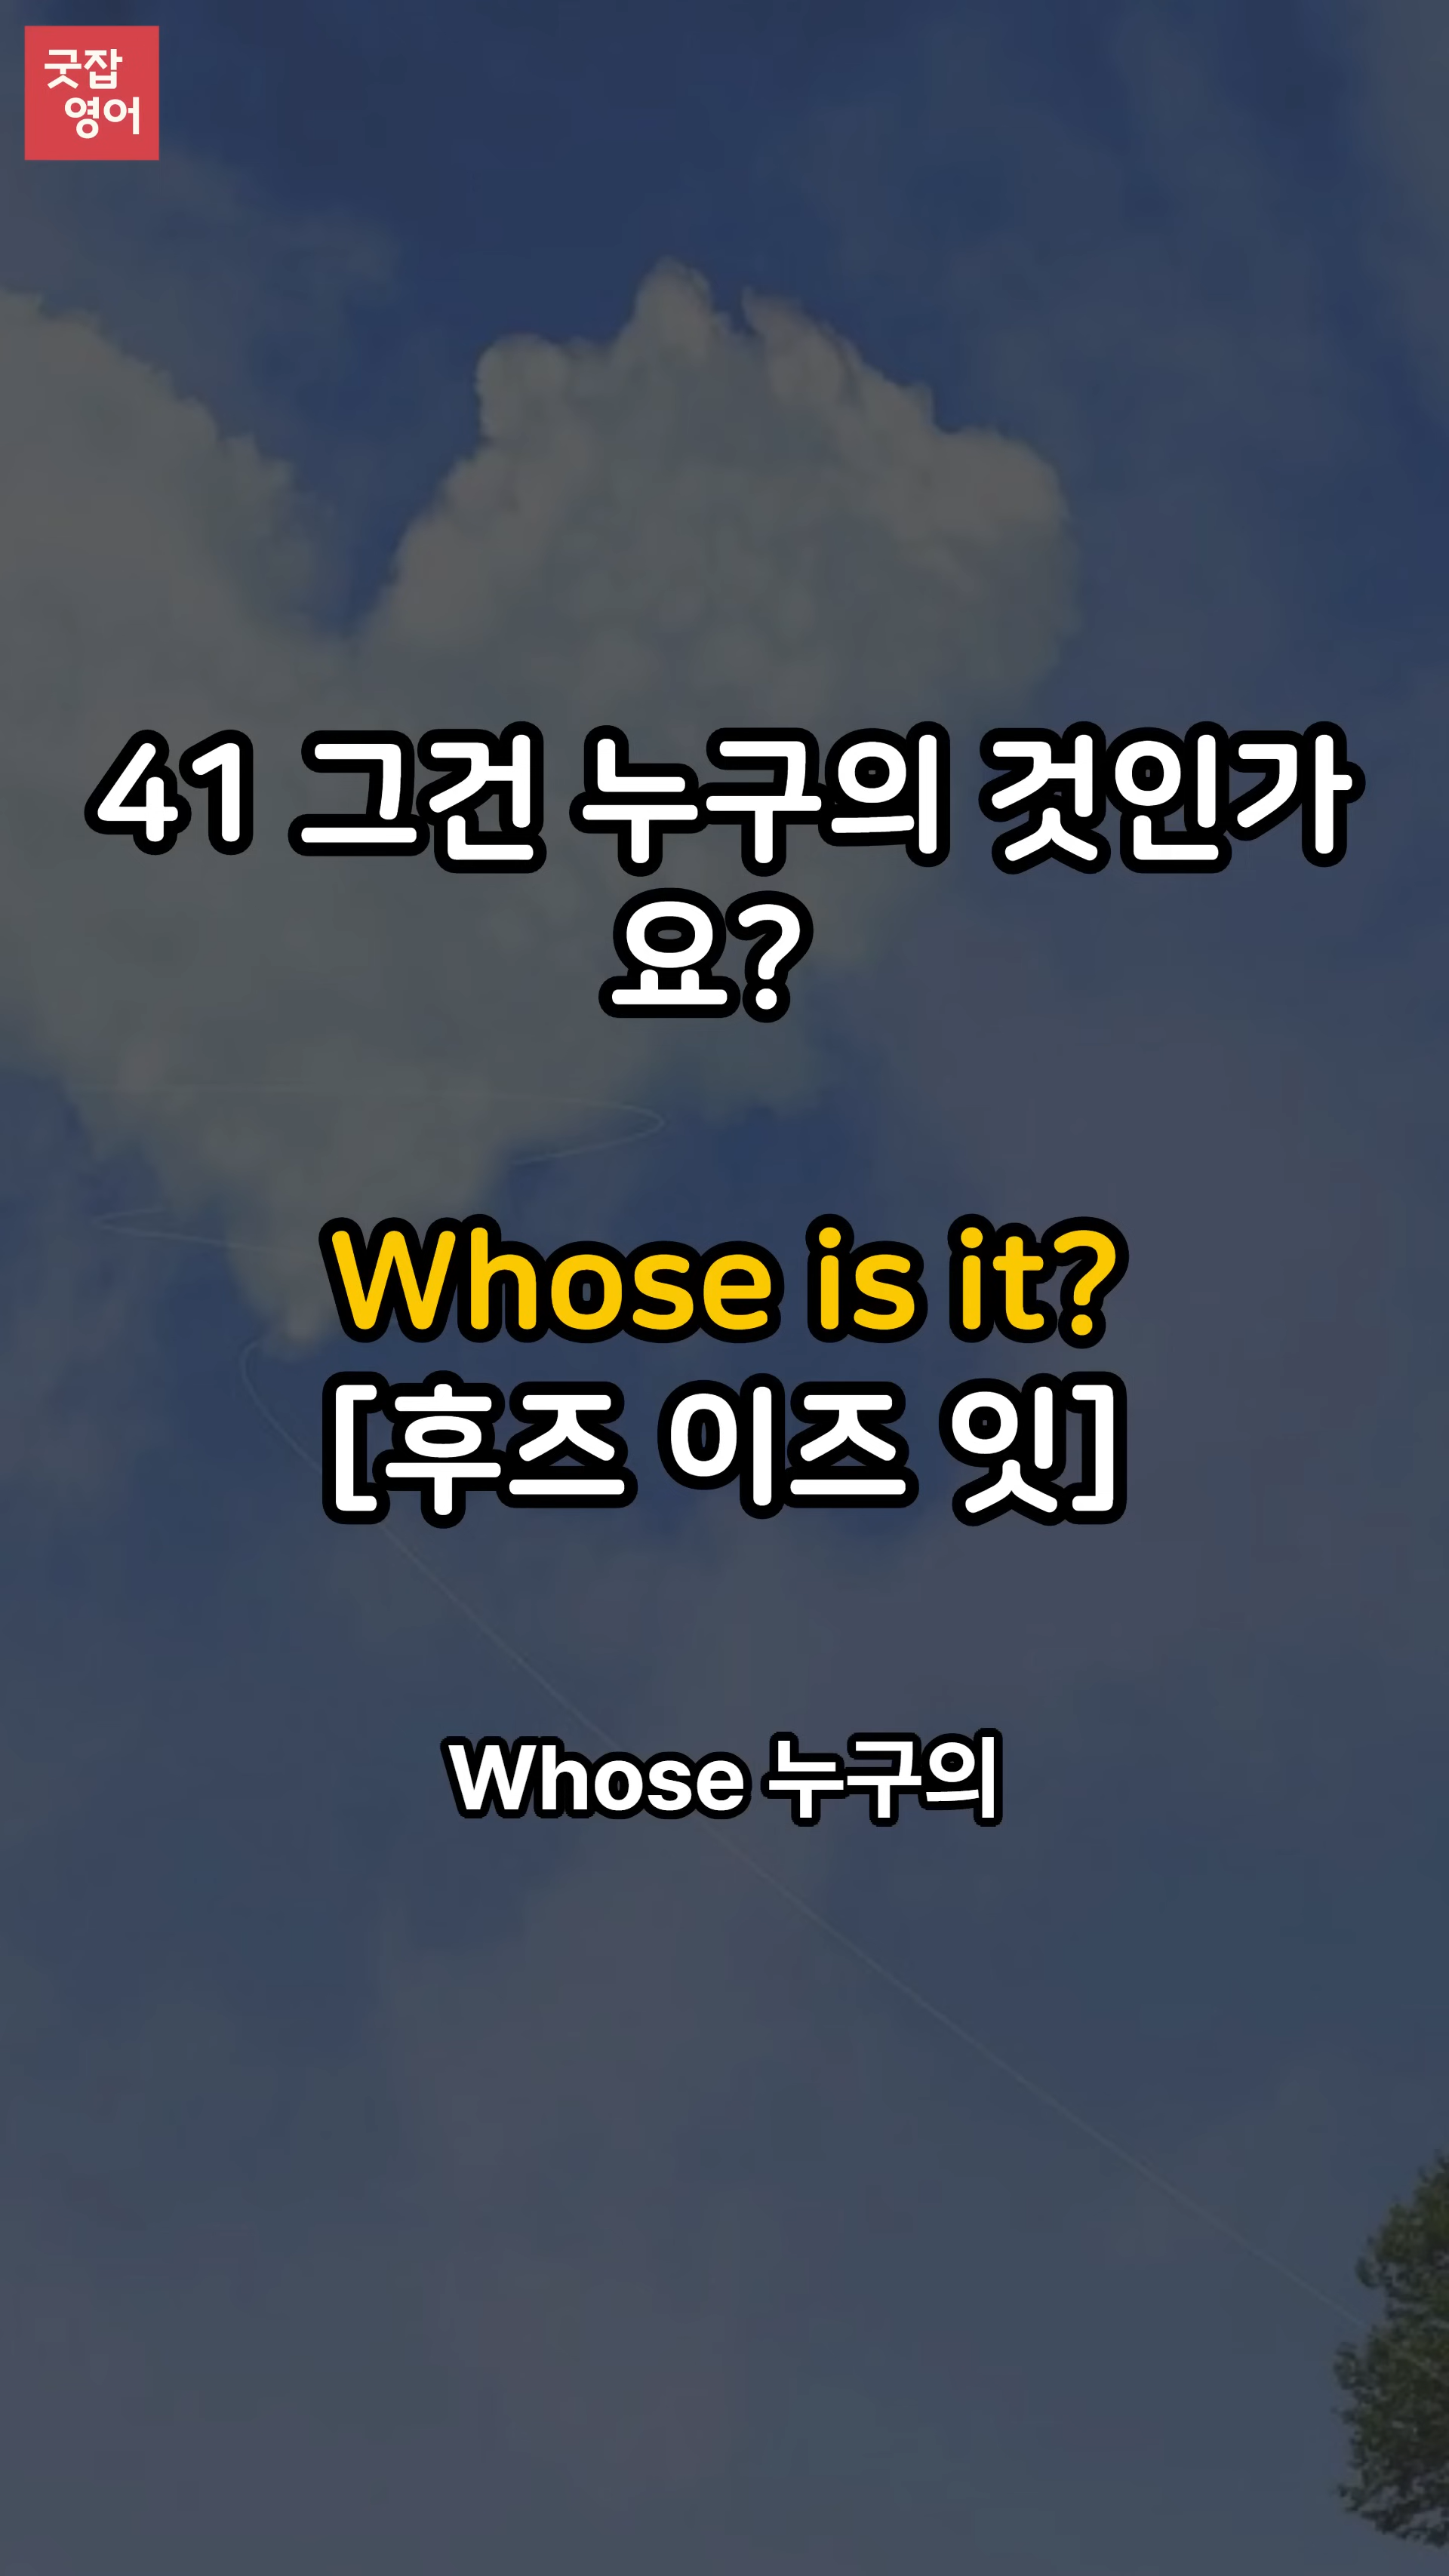 굿잡
영어
41 그건 누구의 것인가
요?
Whose is it?
[후즈 이즈 잇]
Whose 누구의